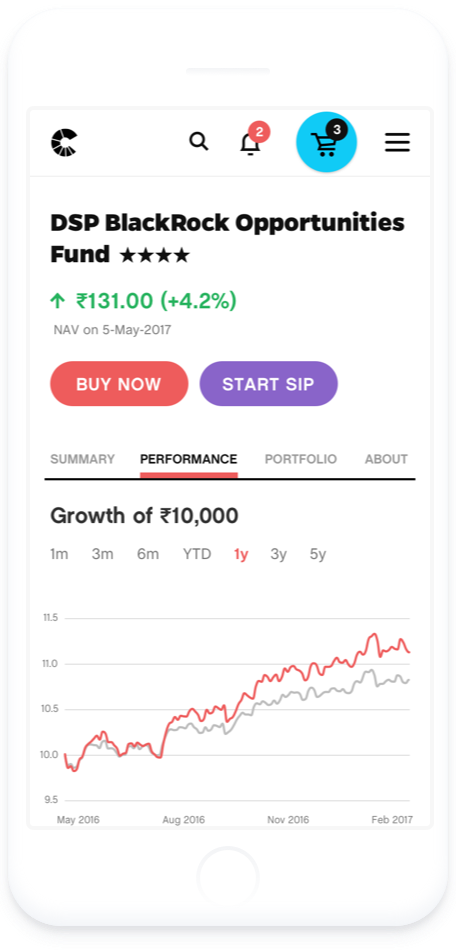 2
3
DSP BlackRock Opportunities
Fund ★★★★
↑ ₹131.00 (+4.2%)
NAV on 5-May-2017
BUY NOW START SIP
SUMMARY PERFORMANCE PORTFOLIO ABOUT
Growth of ₹10,000
1m 3m 6m YTD 1y 3y 5y
11.5
11.0
10.5
10.0
9.5
May 2016 Aug 2016 Nov 2016 Feb 2017